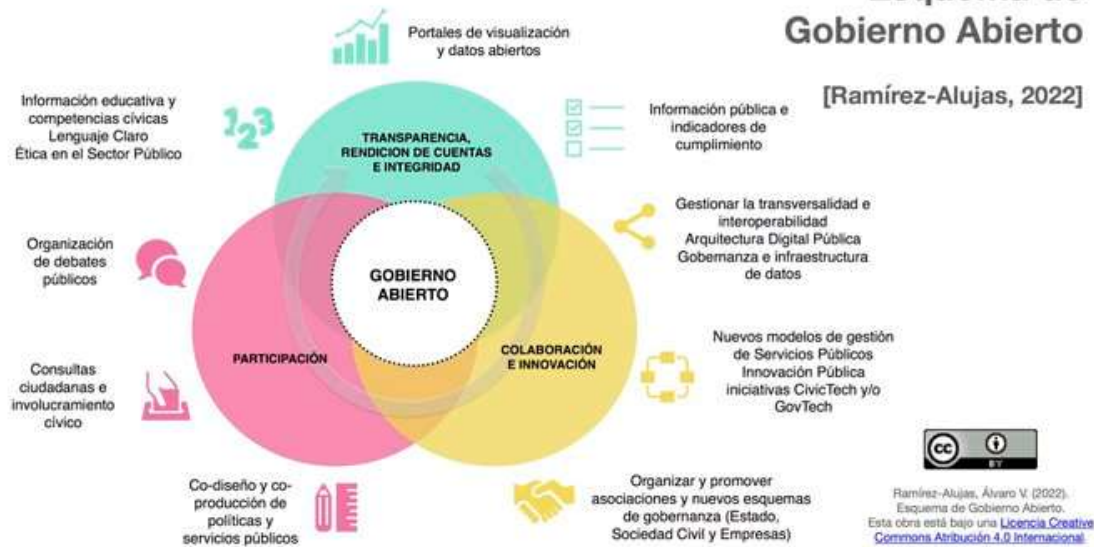 Gobierno Abierto
[Ramírez-Alujas, 2022]
Portales de visualización
y datos abiertos
Información educativa y
competencias cívicas
Lenguaje Claro
Ética en el Sector Público
123
TRANSPARENCIA,
RENDICION DE CUENTAS
E INTEGRIDAD
Información pública e
indicadores de
cumplimiento
Gestionar la transversalidad e
interoperabilidad
Arquitectura Digital Pública
Gobernanza e infraestructura
de datos
Organización
de debates
públicos
GOBIERNO
ABIERTO
PARTICIPACIÓN
COLABORACIÓN
E INNOVACIÓN
Nuevos modelos de gestión
de Servicios Públicos
Innovación Pública
iniciativas CivicTech y/o
GovTech
Consultas
ciudadanas e
involucramiento
cívico
Co-diseño y co-
producción de
políticas y
servicios públicos
Organizar y promover
asociaciones y nuevos esquemas
de gobernanza (Estado,
Sociedad Civil y Empresas)
cc
BY
Ramírez-Alujas, Álvaro V. (2022).
Esquema de Gobierno Abierto.
Esta obra está bajo una Licencia Creative
Commons Atribución 4.0 Internacional.